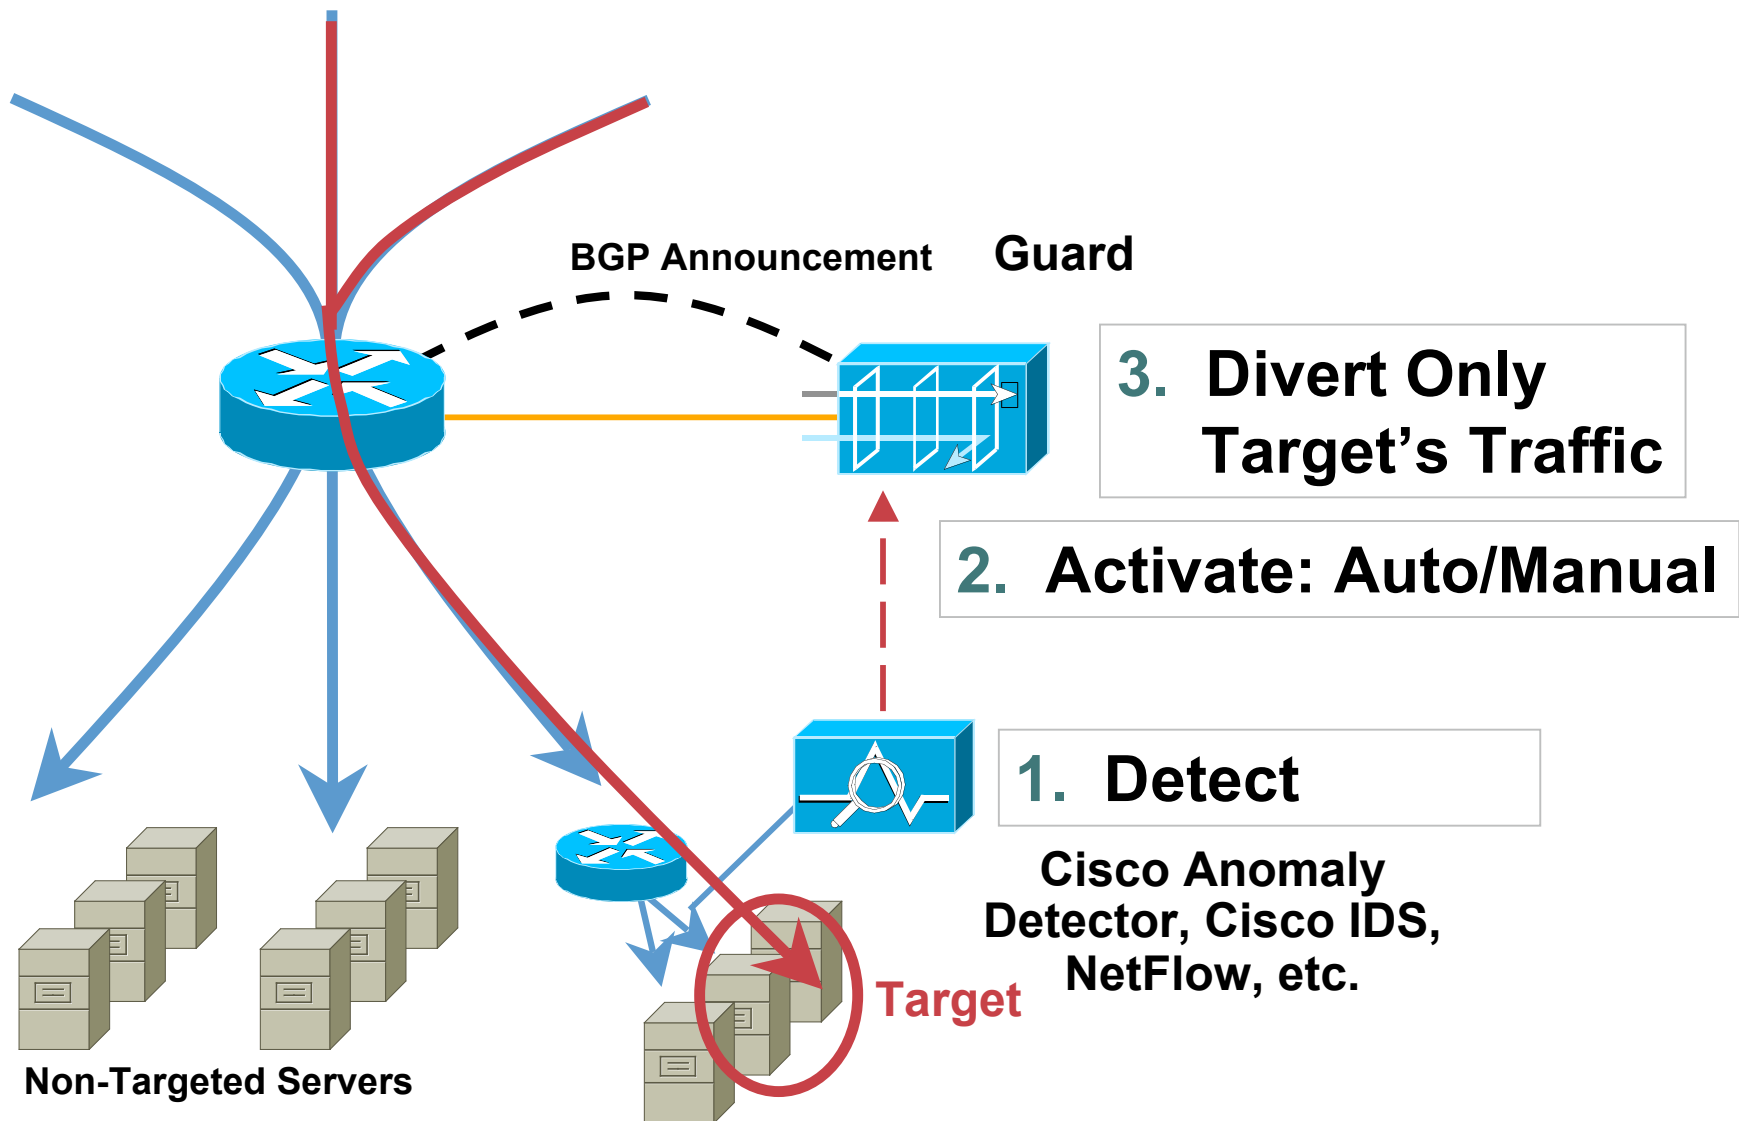 BGP Announcement
Guard
3. Divert Only
Target’s Traffic
2. Activate: Auto/Manual
1. Detect
Cisco Anomaly
Detector, Cisco IDS,
NetFlow, etc.
Target
Non-Targeted Servers